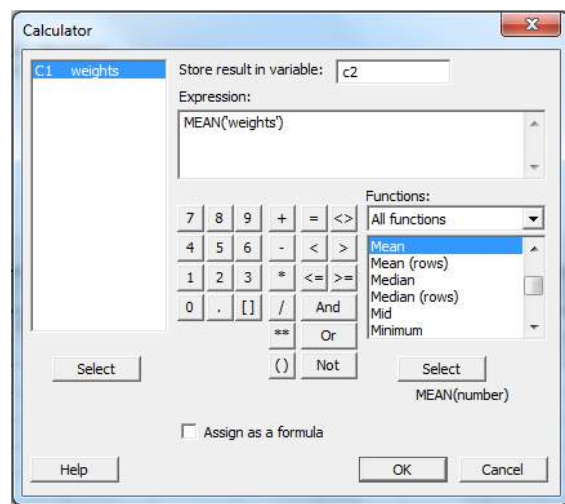 Calculator
x
C1 weights
Store result in variable: c2
Expression:
MEAN('weights')
Functions:
All functions
7 8 9 + = <>
4 5 6 - < >
1 2 3 * <= >=
0 . [] / And
** Or
() Not
Mean
Mean (rows)
Median
Median (rows)
Mid
Minimum
Select
Select
MEAN(number)
Assign as a formula
Help
OK
Cancel